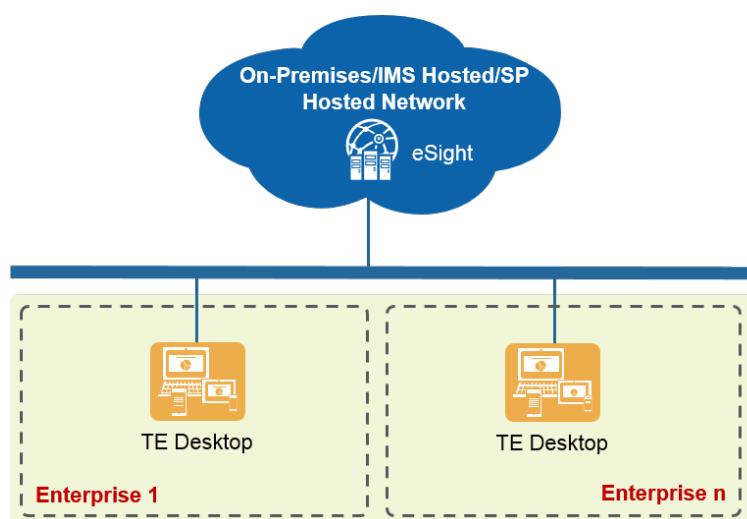 On-Premises/IMS Hosted/SP
Hosted Network
eSight
TE Desktop
TE Desktop
Enterprise 1
Enterprise n